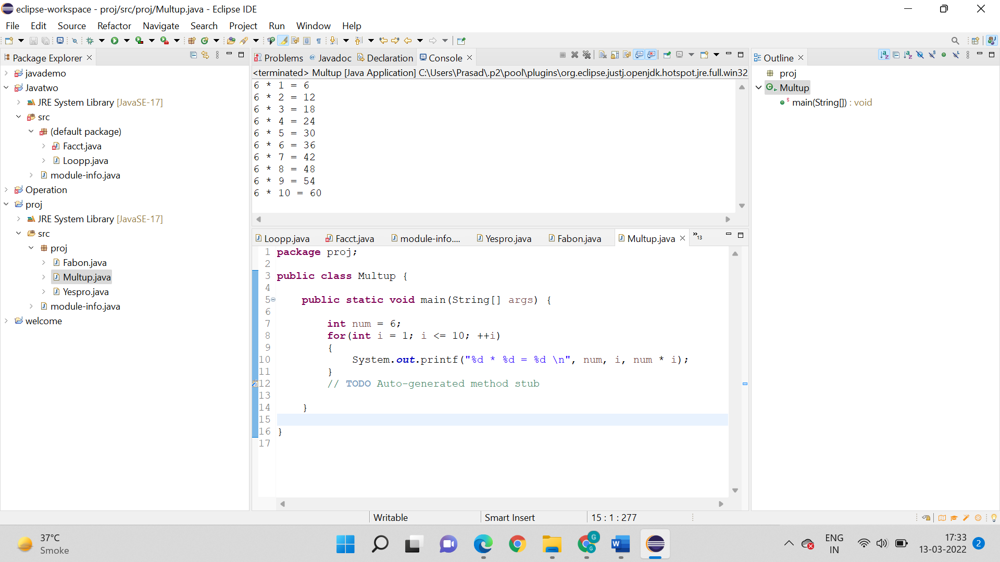 eclipse-workspace - proj/src/proj/Multup.java - Eclipse IDE
File Edit Source Refactor Navigate Search Project Run Window Help
Package Explorer
javademo
Javatwo
JRE System Library [JavaSE-17]
src
(default package)
Facct.java
Loopp.java
module-info.java
Operation
proj
JRE System Library [JavaSE-17]
src
proj
Fabon.java
Multup.java
Yespro.java
module-info.java
welcome
Problems @ Javadoc Declaration Console
<terminated> Multup [Java Application] C:\Users\Prasad\.p2\pool\plugins\org.eclipse.justj.openjdk.hotspot.jre.full.win32
6 * 1 = 6
6 * 2 = 12
6 * 3 = 18
6 * 4 = 24
6 * 5 = 30
6 * 6 = 36
6 * 7 = 42
6 * 8 = 48
6 * 9 = 54
6 * 10 = 60
Loopp.java Facct.java module-info.... Yespro.java Fabon.java Multup.java »13
1 package proj;
2
3 public class Multup {
4
5 public static void main(String[] args) {
6
7 int num = 6;
8 for(int i = 1; i <= 10; ++i)
9 {
10 System.out.printf("%d * %d = %d \n", num, i, num * i);
11 }
12 // TODO Auto-generated method stub
13
14 }
15
16 }
17
Outline
proj
Multup
main(String[]) : void
Writable Smart Insert 15 : 1 : 277
37°C
Smoke
ENG
IN
17:33
13-03-2022
2